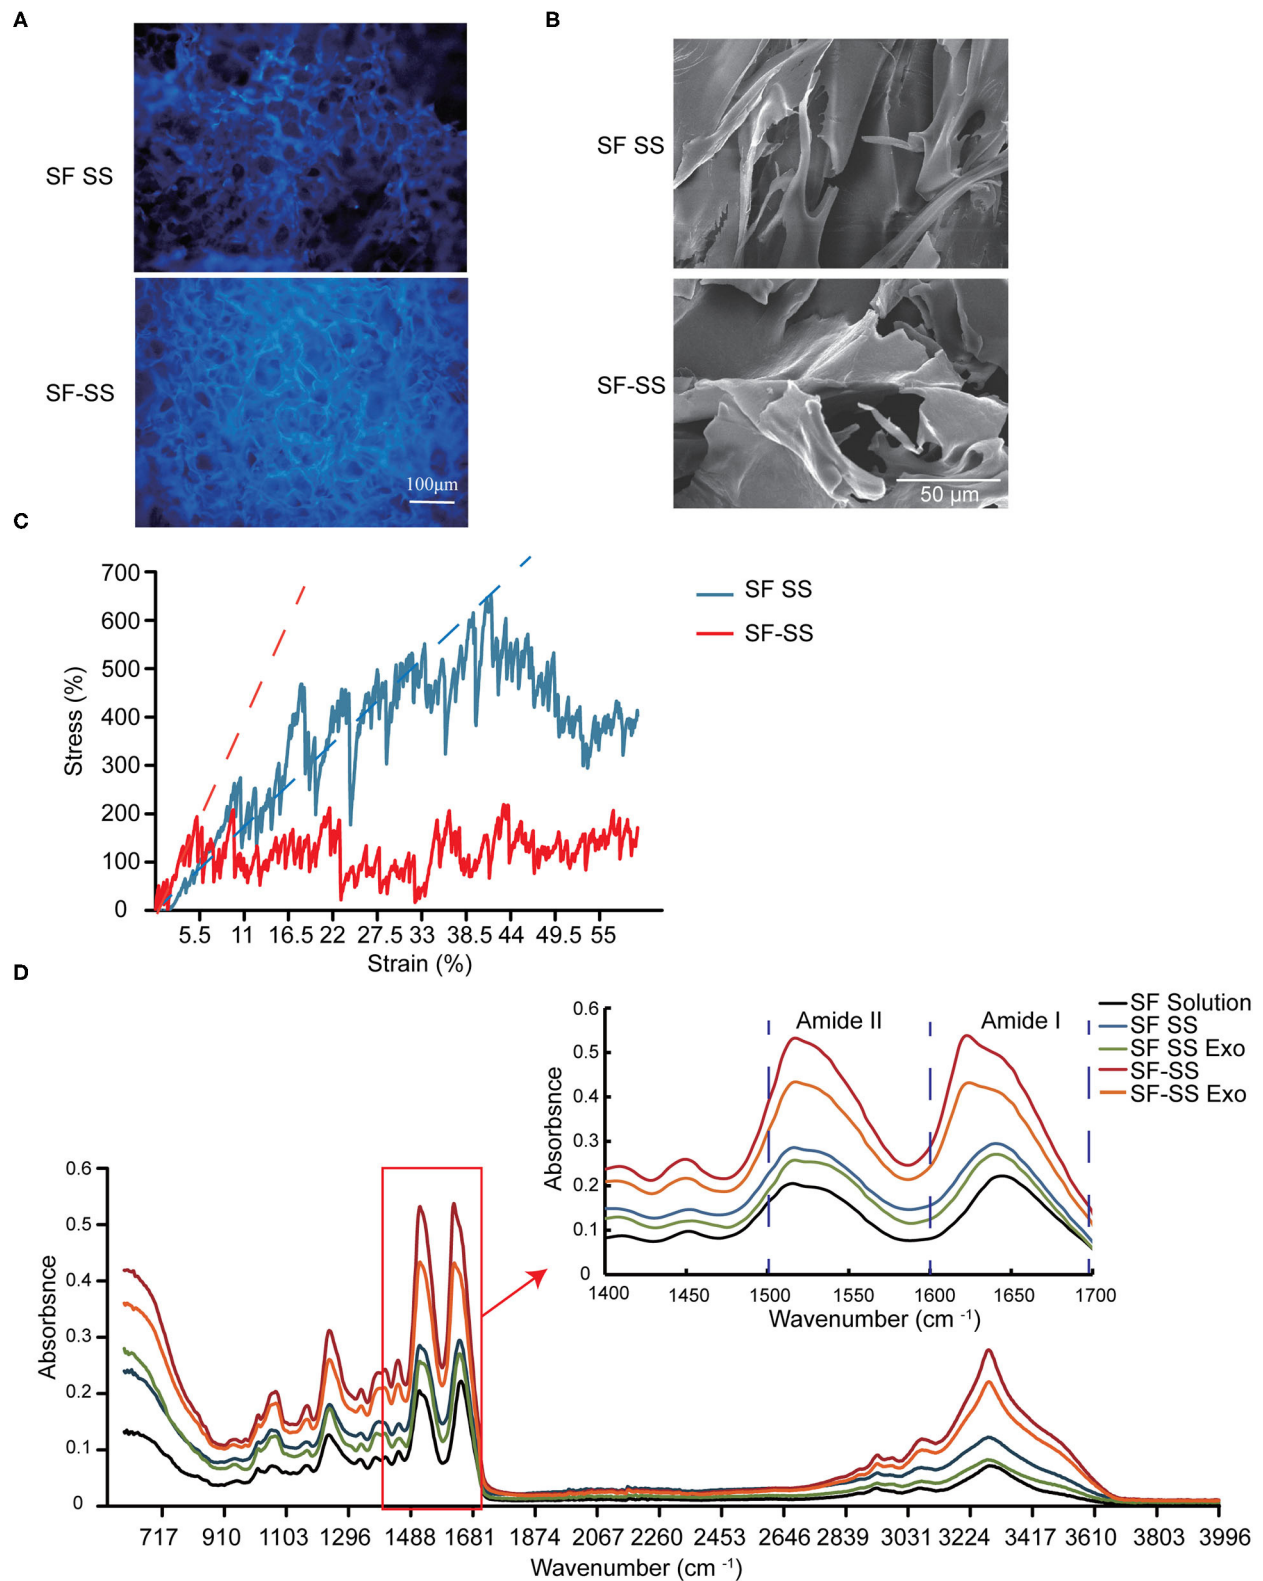 A
B
SF SS
SF SS
SF-SS
SF-SS
100μm
50 μm
C
700
600
500
400
300
200
100
0
Stress (%)
5.5 11 16.5 22 27.5 33 38.5 44 49.5 55
Strain (%)
SF SS
SF-SS
D
0.6
0.5
0.4
0.3
0.2
0.1
0
Absorbsnce
Amide II Amide I
1400 1450 1500 1550 1600 1650 1700
Wavenumber (cm -1)
SF Solution
SF SS
SF SS Exo
SF-SS
SF-SS Exo
0.6
0.5
0.4
0.3
0.2
0.1
0
Absorbsnce
717 910 1103 1296 1488 1681 1874 2067 2260 2453 2646 2839 3031 3224 3417 3610 3803 3996
Wavenumber (cm -1)